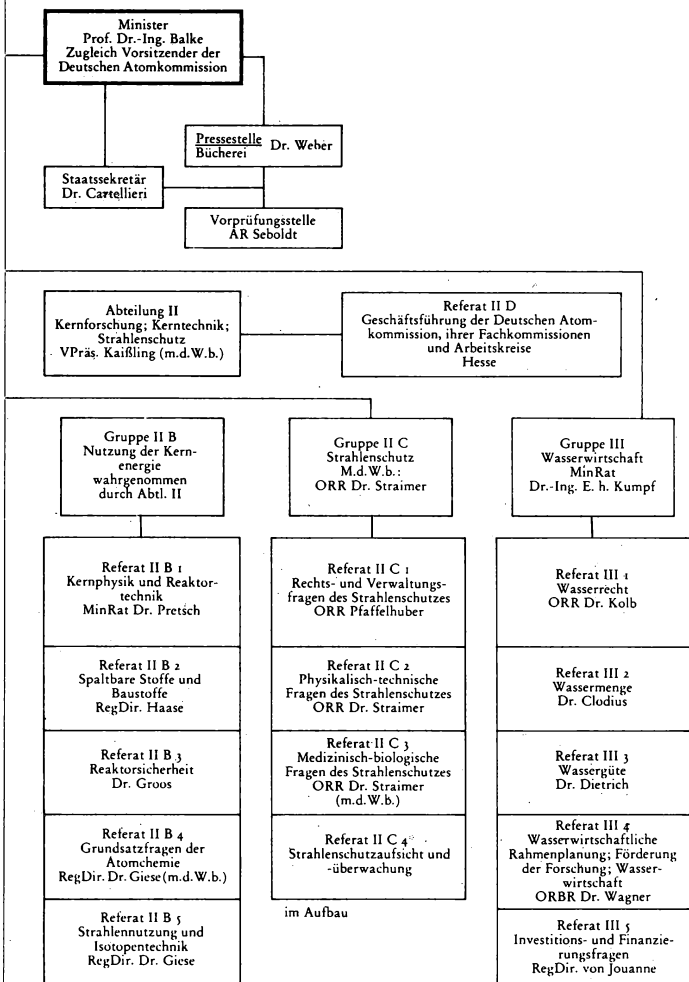 Minister
Prof. Dr.-Ing. Balke
Zugleich Vorsitzender der
Deutschen Atomkommission
Pressestelle
Bücherei
Dr. Weber
Staatssekretär
Dr. Cartellieri
Vorprüfungsstelle
AR Seboldt
Abteilung II
Kernforschung; Kerntechnik;
Strahlenschutz
VPräs. Kaißling (m.d.W.b.)
Referat II D
Geschäftsführung der Deutschen Atom-
kommission, ihrer Fachkommissionen
und Arbeitskreise
Hesse
Gruppe II B
Nutzung der Kern-
energie
wahrgenommen
durch Abtl. II
Referat II B 1
Kernphysik und Reaktor-
technik
MinRat Dr. Pretsch
Referat II B 2
Spaltbare Stoffe und
Baustoffe
RegDir. Haase
Referat II B 3
Reaktorsicherheit
Dr. Groos
Referat II B 4
Grundsatzfragen der
Atomchemie
RegDir. Dr. Giese (m.d.W.b.)
Referat II B 5
Strahlennutzung und
Isotopentechnik
RegDir. Dr. Giese
Gruppe II C
Strahlenschutz
M.d.W.b.:
ORR Dr. Straimer
Referat II C 1
Rechts- und Verwaltungs-
fragen des Strahlenschutzes
ORR Pfaffelhuber
Referat II C 2
Physikalisch-technische
Fragen des Strahlenschutzes
ORR Dr. Straimer
Referat II C 3
Medizinisch-biologische
Fragen des Strahlenschutzes
ORR Dr. Straimer
(m.d.W.b.)
Referat II C 4
Strahlenschutzaufsicht und
-überwachung
im Aufbau
Gruppe III
Wasserwirtschaft
MinRat
Dr.-Ing. E. h. Kumpf
Referat III 1
Wasserrecht
ORR Dr. Kolb
Referat III 2
Wassermenge
Dr. Clodius
Referat III 3
Wassergüte
Dr. Dietrich
Referat III 4
Wasserwirtschaftliche
Rahmenplanung; Förderung
der Forschung; Wasser-
wirtschaft
ORBR Dr. Wagner
Referat III 5
Investitions- und Finanzie-
rungsfragen
RegDir. von Jouanne